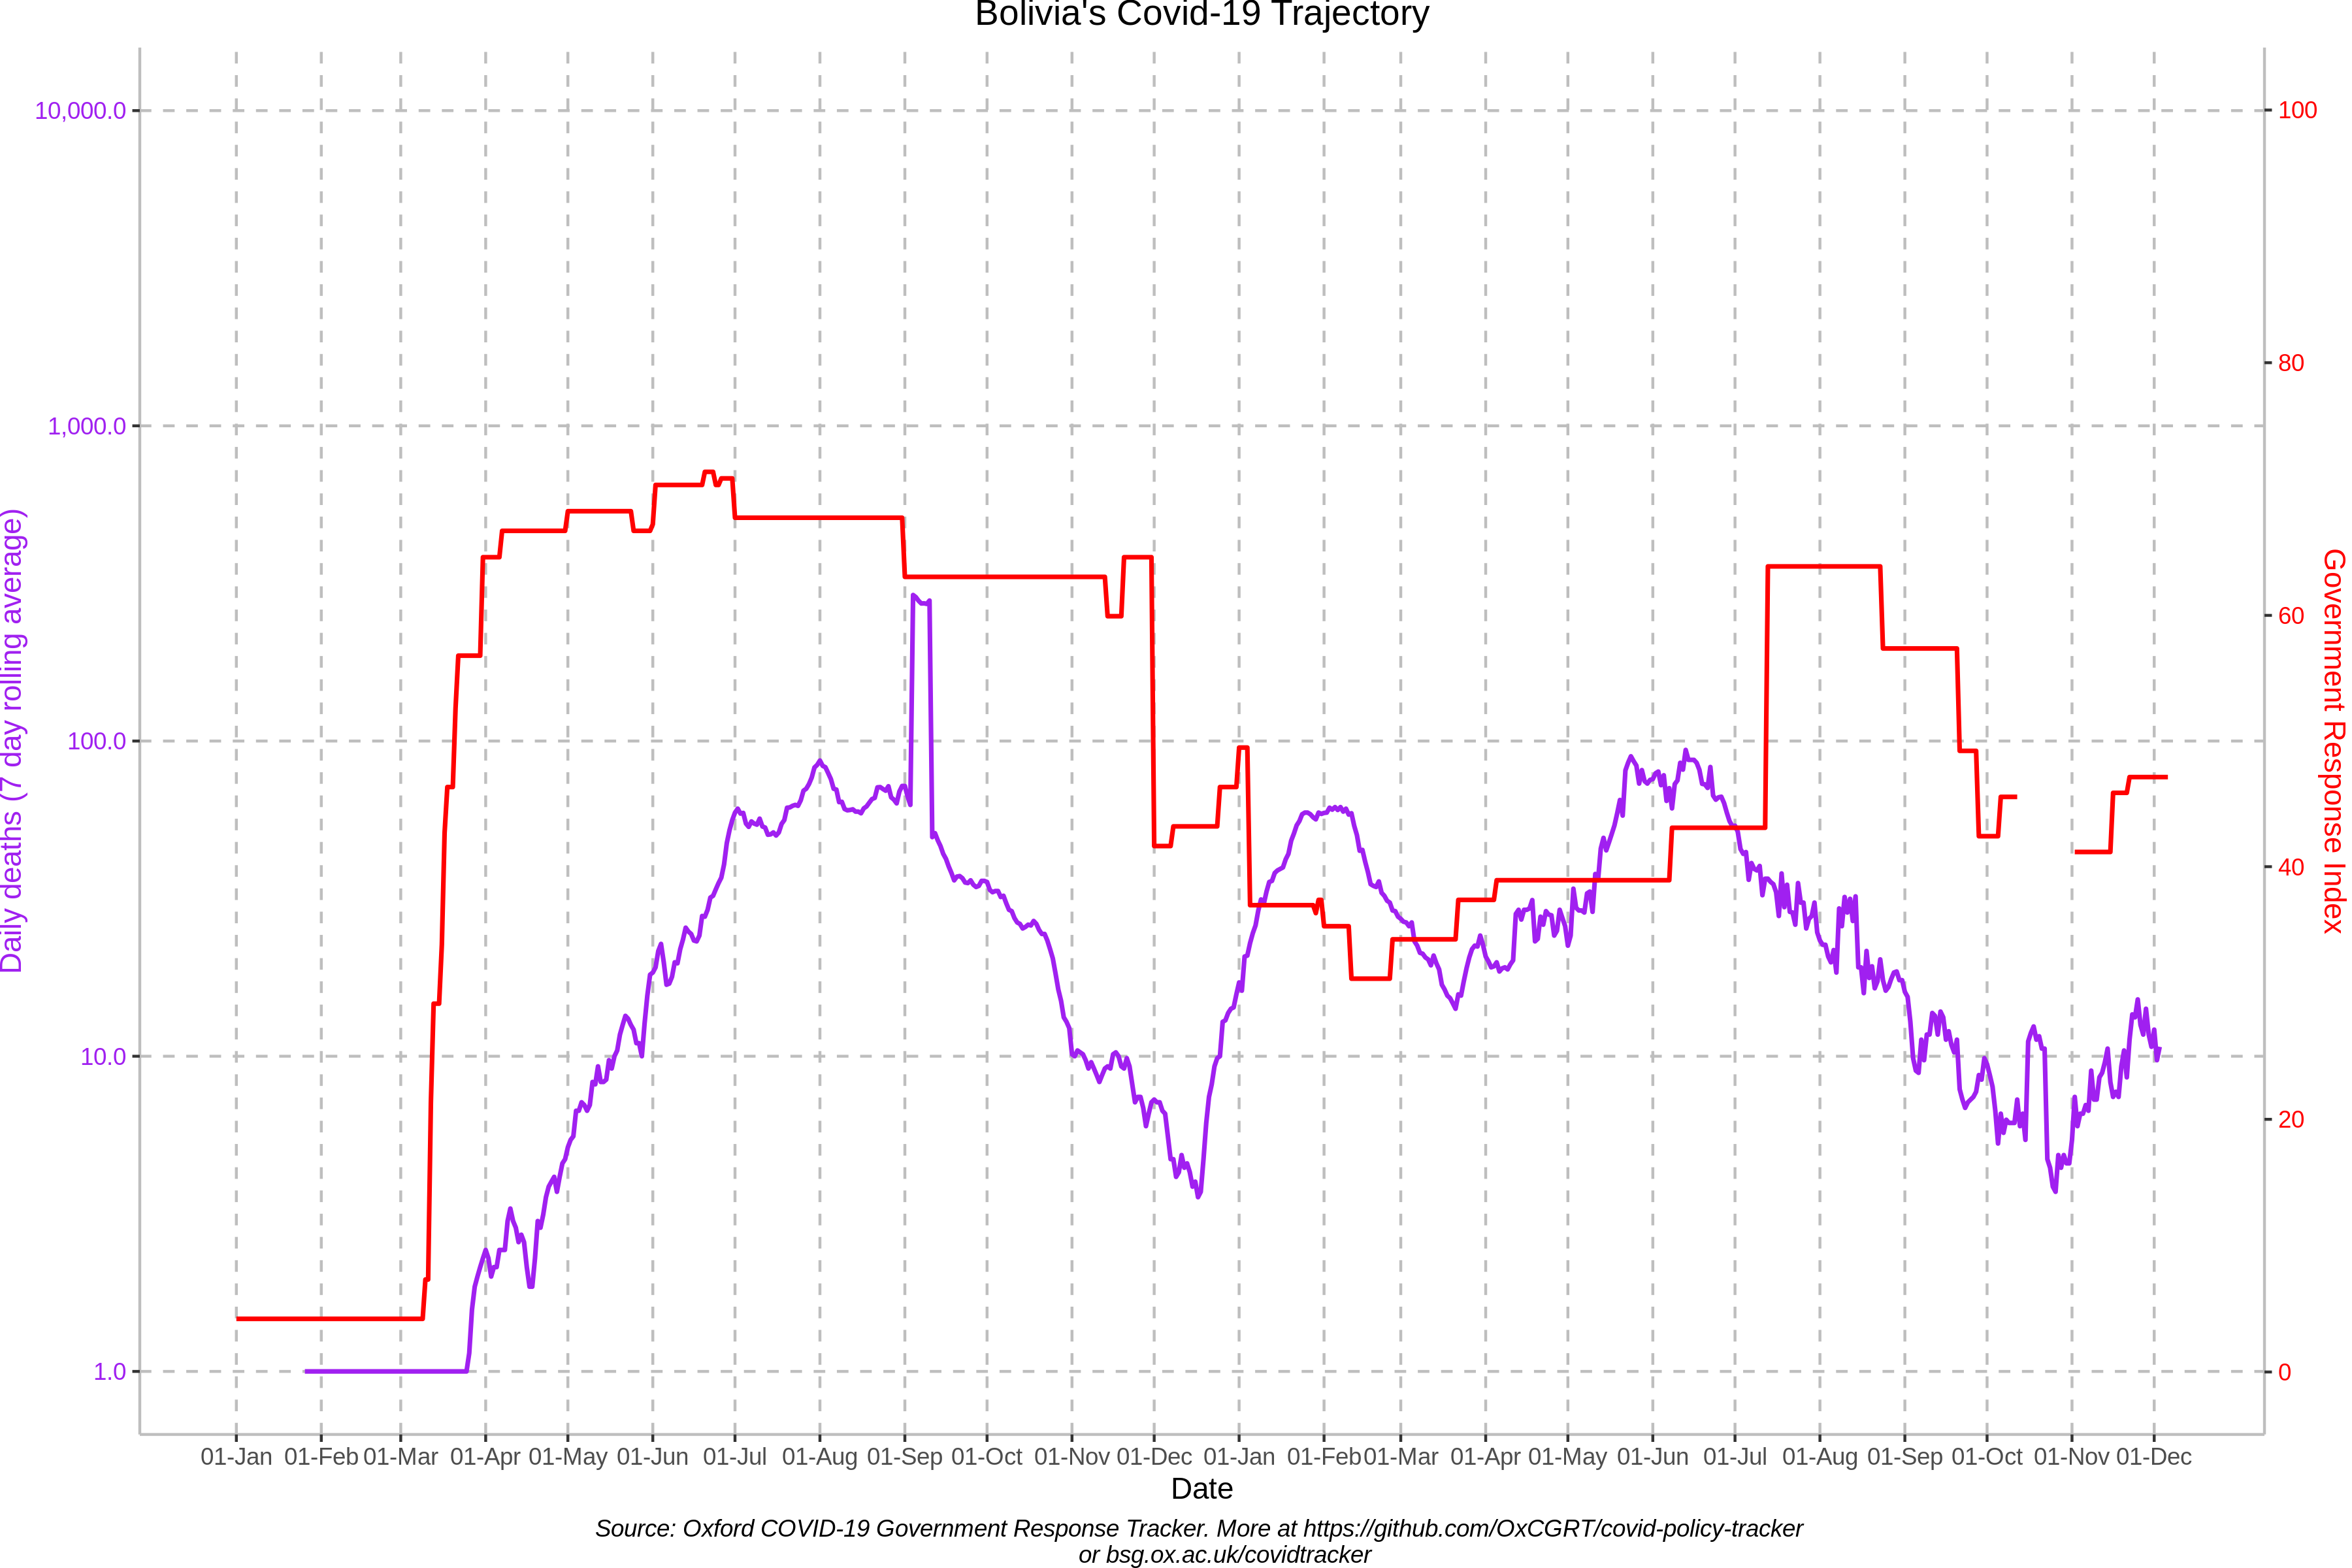 Bolivia's Covid-19 Trajectory
10,000.0
1,000.0
100.0
10.0
1.0
Daily deaths (7 day rolling average)
100
80
60
40
20
0
Government Response Index
01-Jan 01-Feb 01-Mar 01-Apr 01-May 01-Jun 01-Jul 01-Aug 01-Sep 01-Oct 01-Nov 01-Dec 01-Jan 01-Feb 01-Mar 01-Apr 01-May 01-Jun 01-Jul 01-Aug 01-Sep 01-Oct 01-Nov 01-Dec
Date
Source: Oxford COVID-19 Government Response Tracker. More at https://github.com/OxCGRT/covid-policy-tracker
or bsg.ox.ac.uk/covidtracker